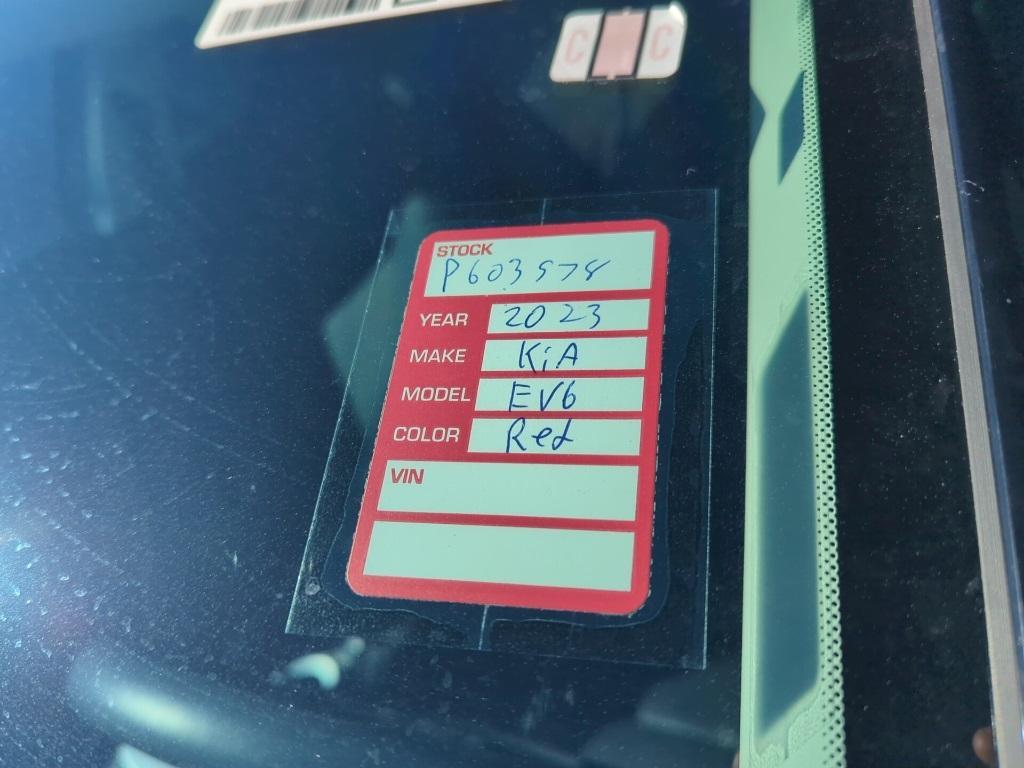 C C
STOCK
P603578
YEAR 2023
MAKE KiA
MODEL EV6
COLOR Red
VIN